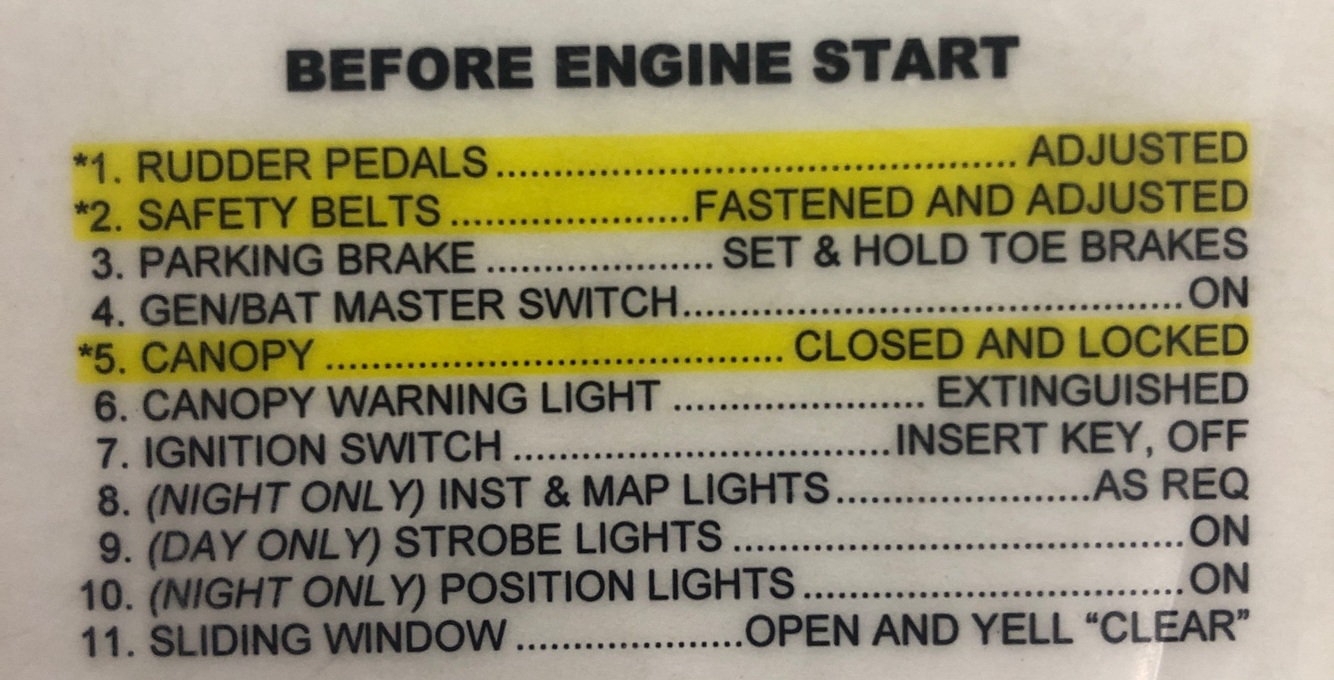 BEFORE ENGINE START
*1. RUDDER PEDALS.............................................. ADJUSTED
*2. SAFETY BELTS .....................FASTENED AND ADJUSTED
3. PARKING BRAKE .................... SET & HOLD TOE BRAKES
4. GEN/BAT MASTER SWITCH............................................ON
*5. CANOPY ........................................ CLOSED AND LOCKED
6. CANOPY WARNING LIGHT ...................... EXTINGUISHED
7. IGNITION SWITCH .................................INSERT KEY, OFF
8. (NIGHT ONLY) INST & MAP LIGHTS......................AS REQ
9. (DAY ONLY) STROBE LIGHTS .......................................ON
10. (NIGHT ONLY) POSITION LIGHTS.................................ON
11. SLIDING WINDOW ....................OPEN AND YELL “CLEAR”